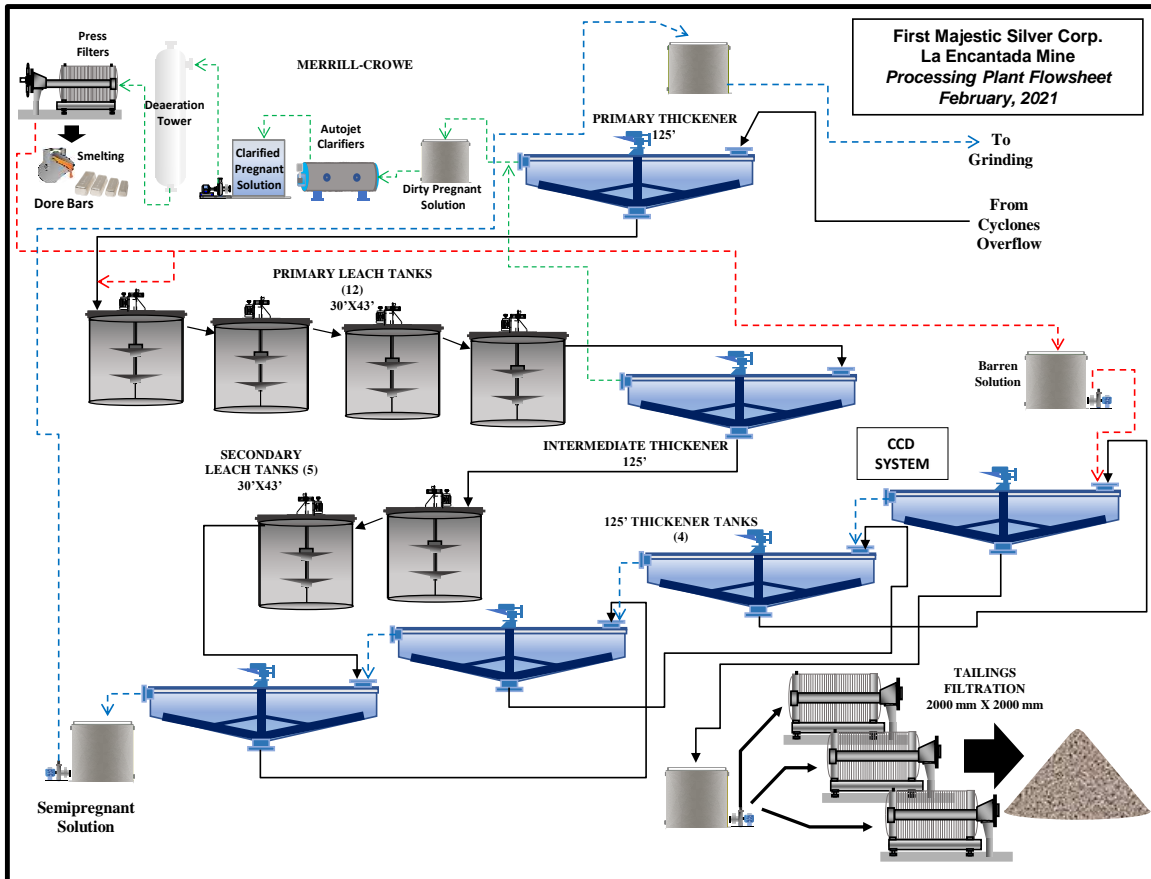 First Majestic Silver Corp.
La Encantada Mine
Processing Plant Flowsheet
February, 2021
Press
Filters
MERRILL-CROWE
Deaeration
Tower
Autojet
Clarifiers
Clarified
Pregnant
Solution
Dirty Pregnant
Solution
Smelting
Dore Bars
PRIMARY THICKENER
125'
To
Grinding
From
Cyclones
Overflow
PRIMARY LEACH TANKS
(12)
30'X43'
Barren
Solution
INTERMEDIATE THICKENER
125'
CCD
SYSTEM
SECONDARY
LEACH TANKS (5)
30'X43'
125' THICKENER TANKS
(4)
TAILINGS
FILTRATION
2000 mm X 2000 mm
Semipregnant
Solution